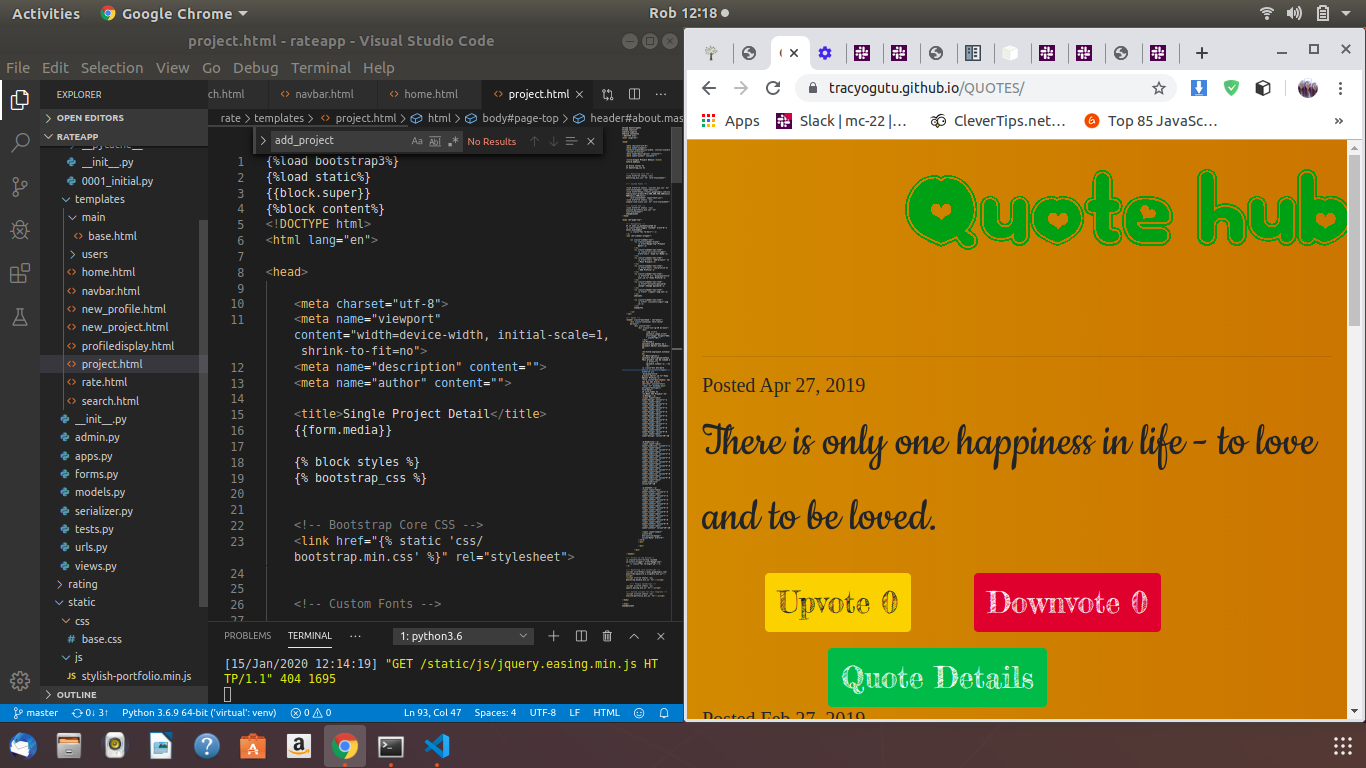 Activities Google Chrome Rob 12:18
project.html - rateapp - Visual Studio Code
File Edit Selection View Go Debug Terminal Help
EXPLORER
OPEN EDITORS
RATEAPP
__init__.py
0001_initial.py
templates
main
base.html
users
home.html
navbar.html
new_profile.html
new_project.html
profiledisplay.html
project.html
rate.html
search.html
__init__.py
admin.py
apps.py
forms.py
models.py
serializer.py
tests.py
urls.py
views.py
rating
static
css
# base.css
js
JS stylish-portfolio.min.js
OUTLINE
ch.html navbar.html home.html project.html
rate templates project.html html body#page-top header#about.mas
add_project Aa Abl .* No Results
1 {%load bootstrap3%}
2 {%load static%}
3 {{block.super}}
4 {%block content%}
5 <!DOCTYPE html>
6 <html lang="en">
7
8 <head>
9
10 <meta charset="utf-8">
11 <meta name="viewport"
content="width=device-width, initial-scale=1,
shrink-to-fit=no">
12 <meta name="description" content="">
13 <meta name="author" content="">
14
15 <title>Single Project Detail</title>
16 {{form.media}}
17
18 {% block styles %}
19 {% bootstrap_css %}
20
21
22 <!-- Bootstrap Core CSS -->
23 <link href="{% static 'css/
bootstrap.min.css' %}" rel="stylesheet">
24
25
26 <!-- Custom Fonts -->
27
PROBLEMS TERMINAL 1: python3.6
[15/Jan/2020 12:14:19] "GET /static/js/jquery.easing.min.js HT
TP/1.1" 404 1695
master 0↓ 3↑ Python 3.6.9 64-bit ('virtual': venv) 0 0 Ln 93, Col 47 Spaces: 4 UTF-8 LF HTML
tracyogutu.github.io/QUOTES/
Apps Slack | mc-22 |… CleverTips.net… Top 85 JavaSc… »
Quote hub
Posted Apr 27, 2019
There is only one happiness in life - to love
and to be loved.
Upvote 0 Downvote 0
Quote Details
Posted Feb 27, 2019